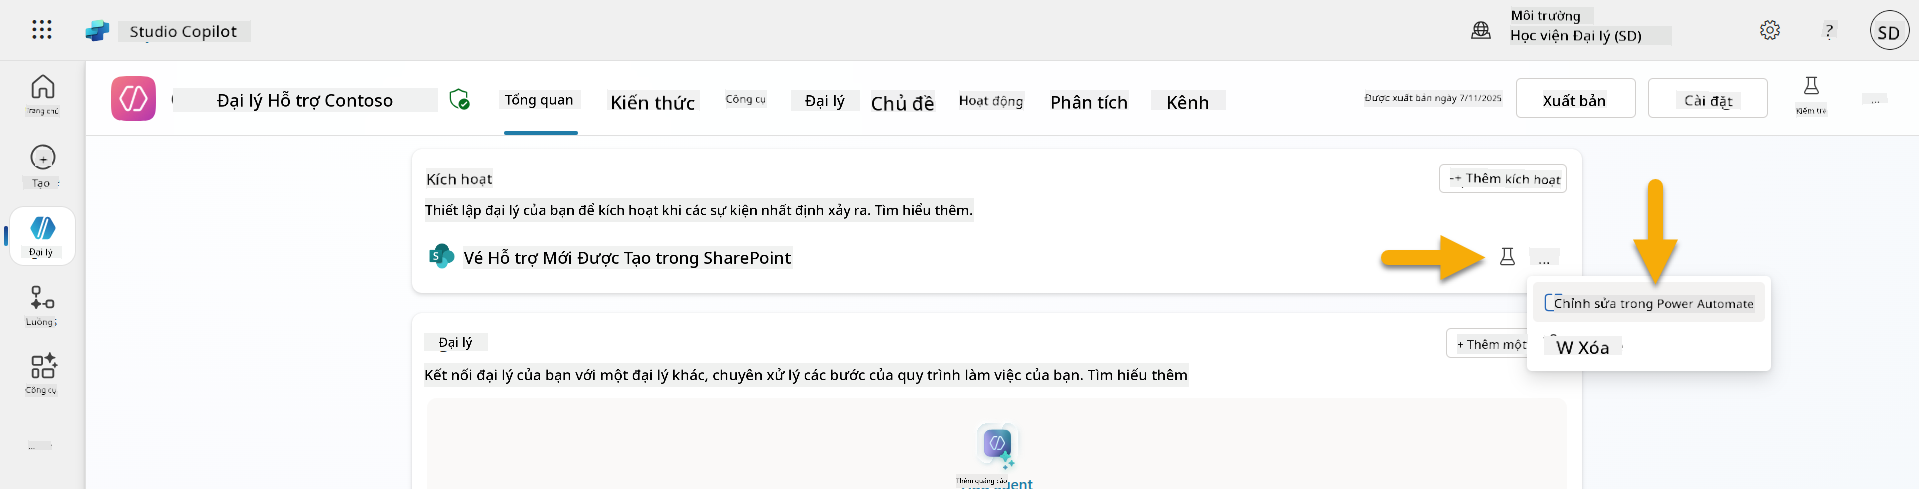 Studio Copilot
Môi trường
Học viện Đại lý (SD)
?
SD
Trang chủ
Tạo
Đại lý
Luồng
Công cụ
...
Đại lý Hỗ trợ Contoso
Tổng quan
Kiến thức
Công cụ
Đại lý
Chủ đề
Hoạt động
Phân tích
Kênh
Được xuất bản ngày 7/11/2025
Xuất bản
Cài đặt
Kiểm tra
...
Kích hoạt
+ Thêm kích hoạt
Thiết lập đại lý của bạn để kích hoạt khi các sự kiện nhất định xảy ra. Tìm hiểu thêm.
S
Vé Hỗ trợ Mới Được Tạo trong SharePoint
...
Chỉnh sửa trong Power Automate
W Xóa
Đại lý
+ Thêm một
Kết nối đại lý của bạn với một đại lý khác, chuyên xử lý các bước của quy trình làm việc của bạn. Tìm hiểu thêm
Thêm quảng cáo